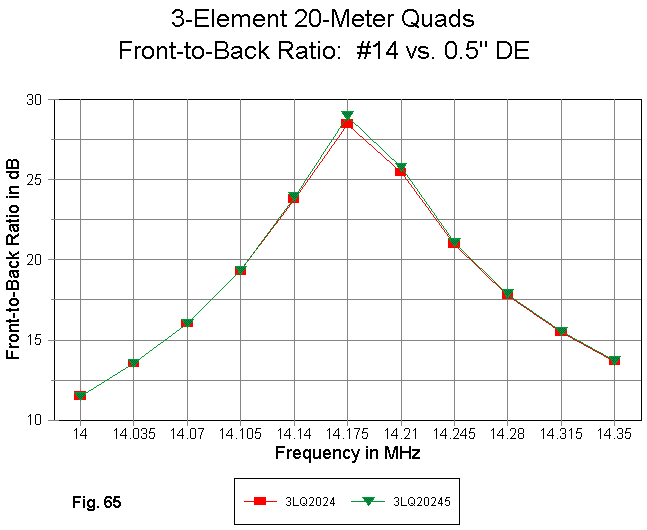 3-Element 20-Meter Quads
Front-to-Back Ratio:  #14 vs. 0.5" DE
Front-to-Back Ratio in dB
30
25
20
15
10
14 14.035 14.07 14.105 14.14 14.175 14.21 14.245 14.28 14.315 14.35
Frequency in MHz
Fig. 65
3LQ2024 3LQ20245